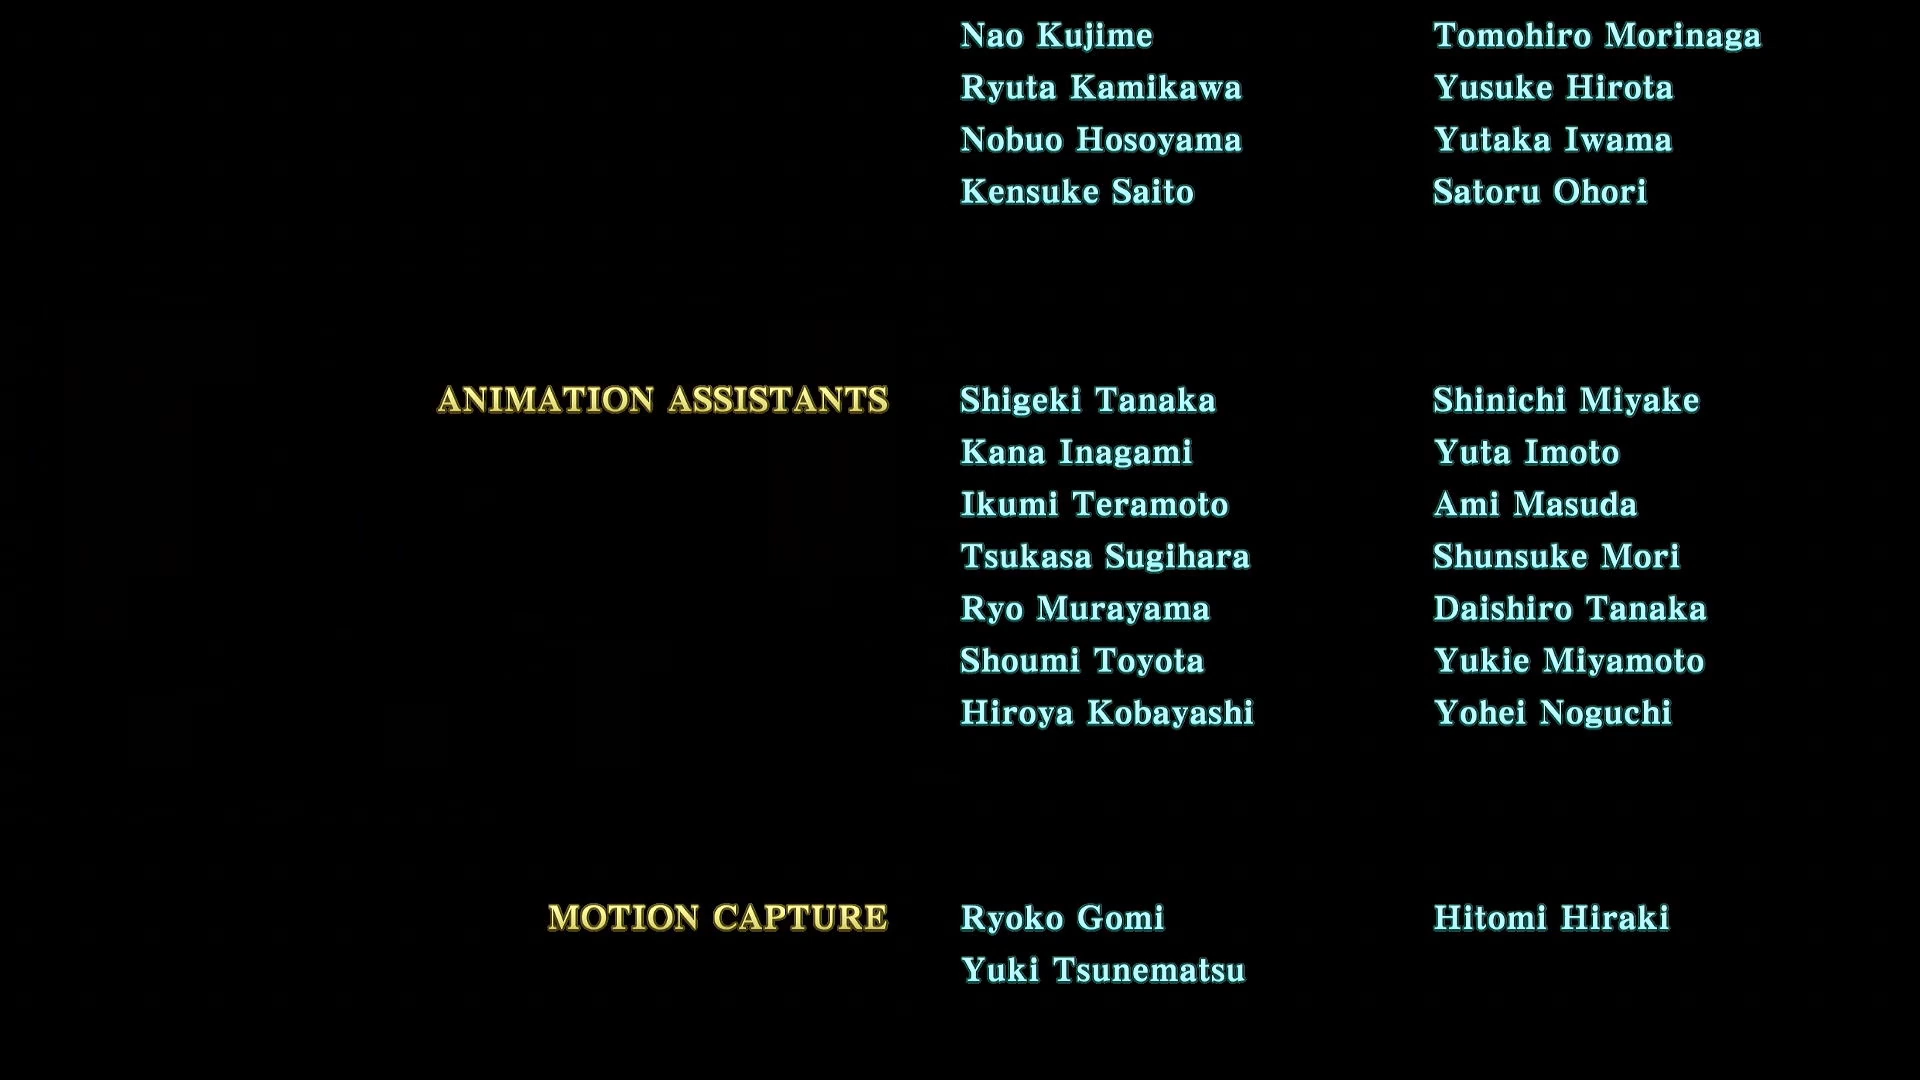 Nao Kujime Tomohiro Morinaga
Ryuta Kamikawa Yusuke Hirota
Nobuo Hosoyama Yutaka Iwama
Kensuke Saito Satoru Ohori
ANIMATION ASSISTANTS Shigeki Tanaka Shinichi Miyake
Kana Inagami Yuta Imoto
Ikumi Teramoto Ami Masuda
Tsukasa Sugihara Shunsuke Mori
Ryo Murayama Daishiro Tanaka
Shoumi Toyota Yukie Miyamoto
Hiroya Kobayashi Yohei Noguchi
MOTION CAPTURE Ryoko Gomi Hitomi Hiraki
Yuki Tsunematsu